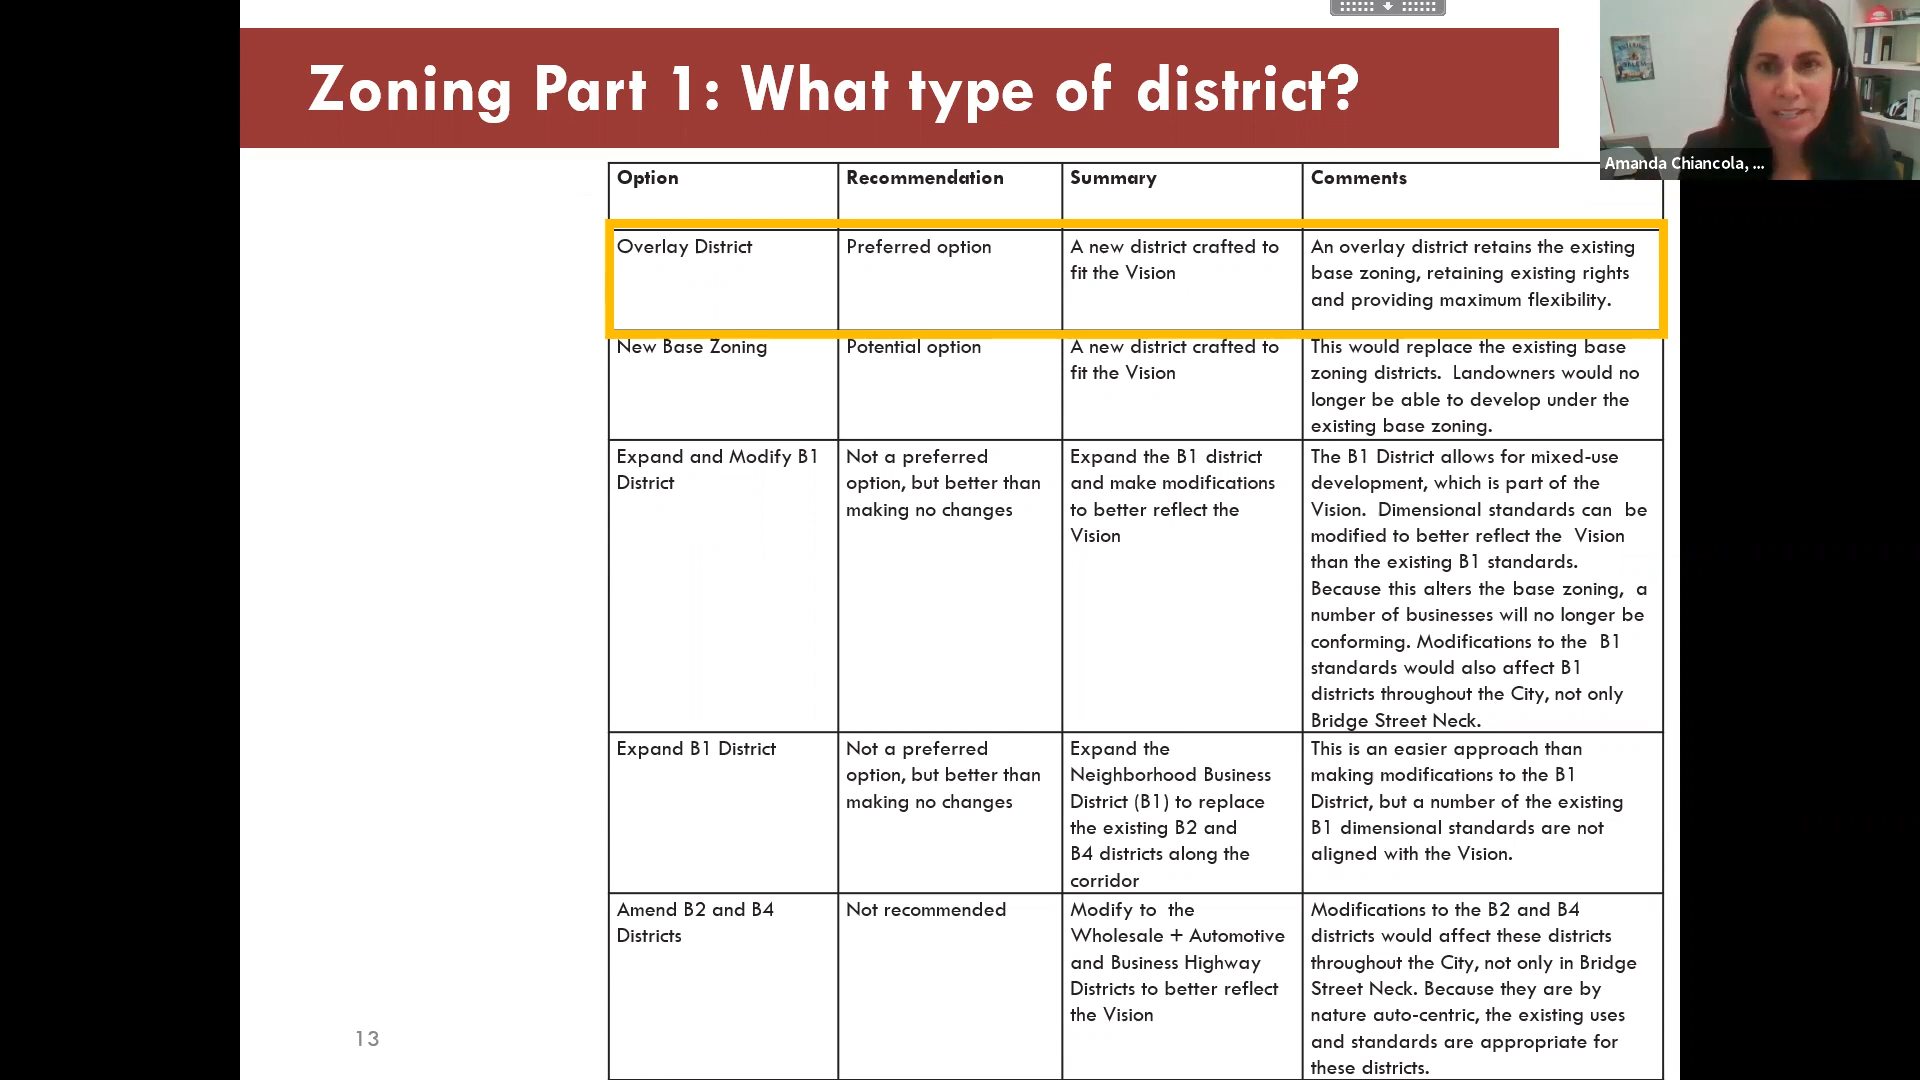 Zoning Part 1: What type of district?
Amanda Chiancola, ...
Option
Recommendation
Summary
Comments
Overlay District
Preferred option
A new district crafted to
fit the Vision
An overlay district retains the existing
base zoning, retaining existing rights
and providing maximum flexibility.
New Base Zoning
Potential option
A new district crafted to
fit the Vision
This would replace the existing base
zoning districts.  Landowners would no
longer be able to develop under the
existing base zoning.
Expand and Modify B1
District
Not a preferred
option, but better than
making no changes
Expand the B1 district
and make modifications
to better reflect the
Vision
The B1 District allows for mixed-use
development, which is part of the
Vision.  Dimensional standards can  be
modified to better reflect the  Vision
than the existing B1 standards.
Because this alters the base zoning,  a
number of businesses will no longer be
conforming. Modifications to the  B1
standards would also affect B1
districts throughout the City, not only
Bridge Street Neck.
Expand B1 District
Not a preferred
option, but better than
making no changes
Expand the
Neighborhood Business
District (B1) to replace
the existing B2 and
B4 districts along the
corridor
This is an easier approach than
making modifications to the B1
District, but a number of the existing
B1 dimensional standards are not
aligned with the Vision.
Amend B2 and B4
Districts
Not recommended
Modify to  the
Wholesale + Automotive
and Business Highway
Districts to better reflect
the Vision
Modifications to the B2 and B4
districts would affect these districts
throughout the City, not only in Bridge
Street Neck. Because they are by
nature auto-centric, the existing uses
and standards are appropriate for
these districts.
13